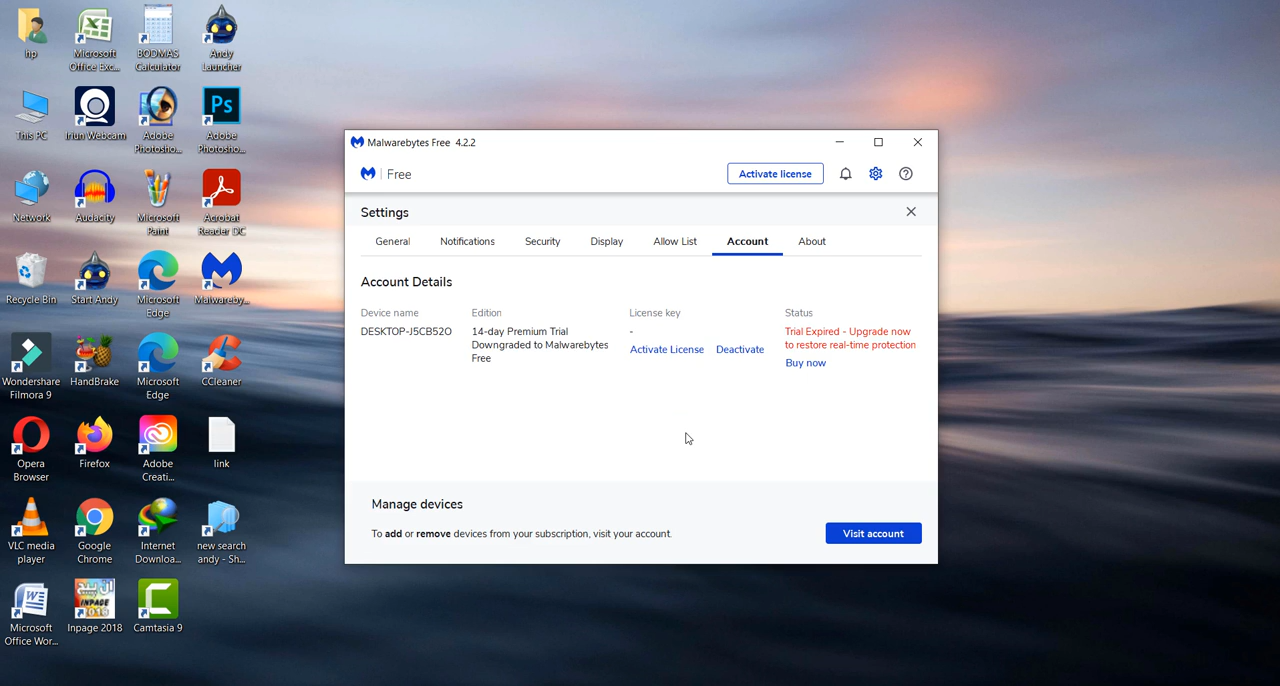 hp
Microsoft
Office Exc...
BODMAS
Calculator
Andy
Launcher
This PC
Iriun Webcam
Adobe
Photosho...
Ps
Adobe
Photosho...
Network
Audacity
Microsoft
Paint
Acrobat
Reader DC
Recycle Bin
Start Andy
Microsoft
Edge
Malwareby...
Wondershare
Filmora 9
HandBrake
Microsoft
Edge
CCleaner
Opera
Browser
Firefox
Adobe
Creati...
link
VLC media
player
Google
Chrome
Internet
Downloa...
new search
andy - Sh...
Microsoft
Office Wor...
Inpage 2018
Camtasia 9
Malwarebytes Free 4.2.2
Free
Activate license
Settings
General Notifications Security Display Allow List Account About
Account Details
Device name Edition License key Status
DESKTOP-J5CB52O
14-day Premium Trial
Downgraded to Malwarebytes
Free
-
Activate License Deactivate
Trial Expired - Upgrade now
to restore real-time protection
Buy now
Manage devices
To add or remove devices from your subscription, visit your account.
Visit account